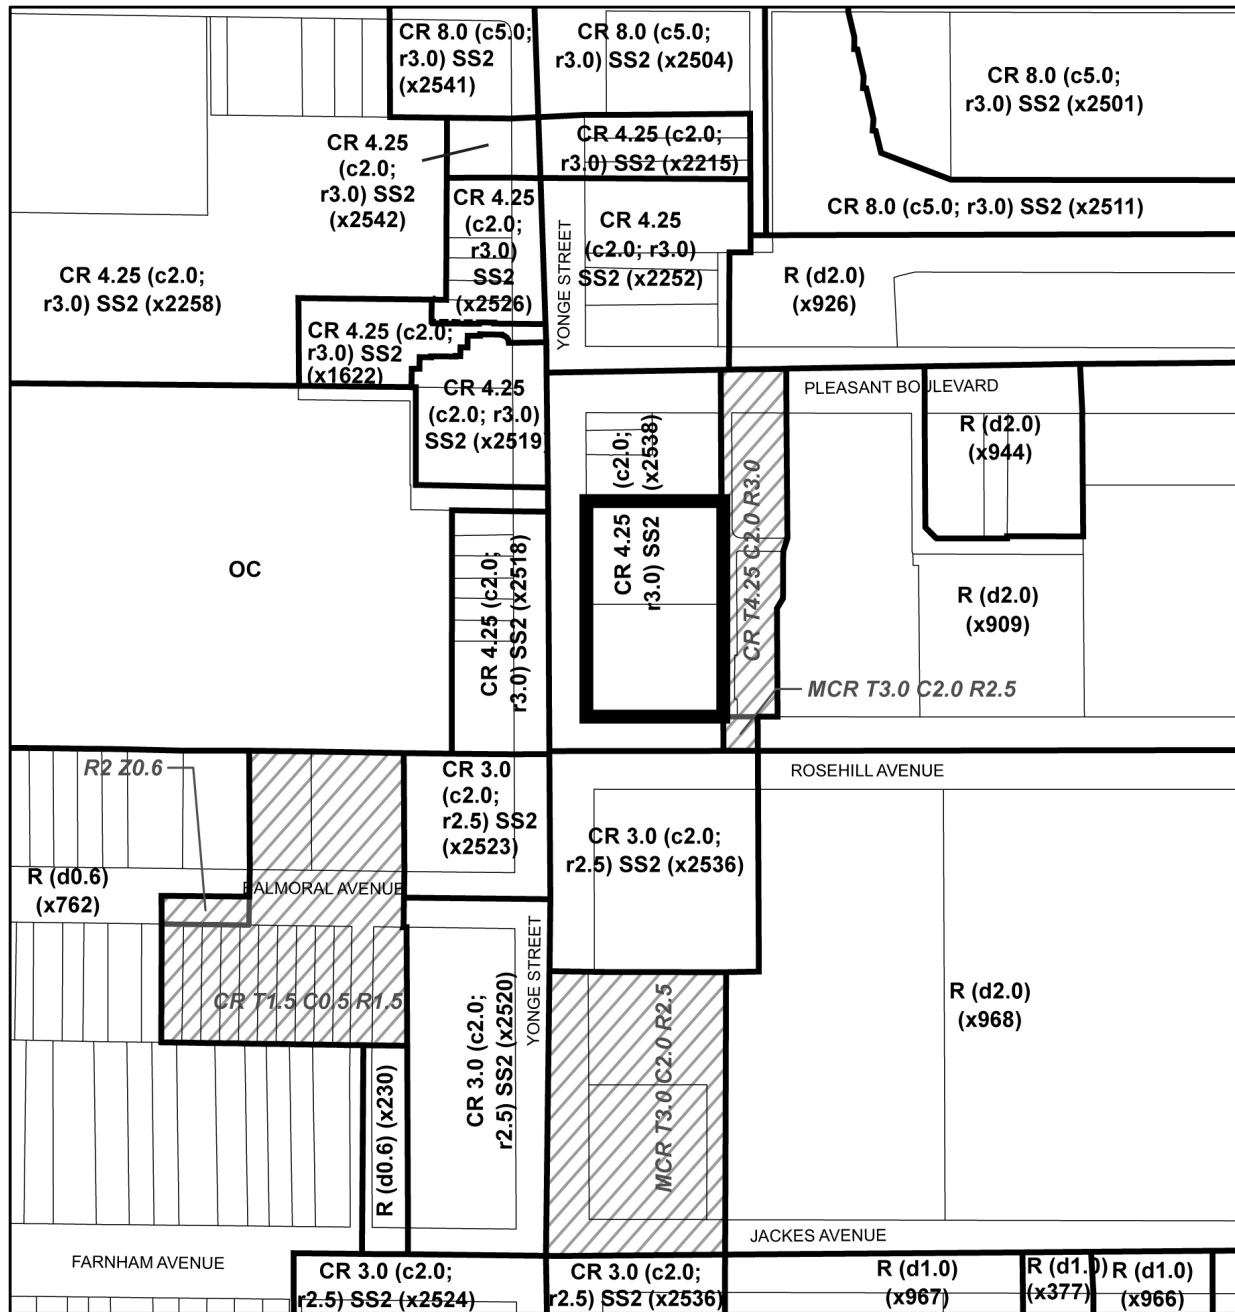 CR 8.0 (c5.0;
r3.0) SS2
(x2541)
CR 8.0 (c5.0;
r3.0) SS2 (x2504)
CR 8.0 (c5.0;
r3.0) SS2 (x2501)
CR 4.25
(c2.0;
r3.0) SS2
(x2542)
CR 4.25 (c2.0;
r3.0) SS2 (x2215)
CR 8.0 (c5.0; r3.0) SS2 (x2511)
CR 4.25
(c2.0;
r3.0)
SS2
(x2526)
CR 4.25
(c2.0; r3.0)
SS2 (x2252)
YONGE STREET
CR 4.25 (c2.0;
r3.0) SS2 (x2258)
R (d2.0)
(x926)
CR 4.25 (c2.0;
r3.0) SS2
(x1622)
CR 4.25
(c2.0; r3.0)
SS2 (x2519)
PLEASANT BOULEVARD
R (d2.0)
(x944)
CR 4.25 (c2.0;
r3.0) SS2 (x2538)
CR T4.25 C2.0 R3.0
OC
CR 4.25 (c2.0;
r3.0) SS2 (x2518)
R (d2.0)
(x909)
MCR T3.0 C2.0 R2.5
R2 Z0.6
CR 3.0
(c2.0;
r2.5) SS2
(x2523)
ROSEHILL AVENUE
CR 3.0 (c2.0;
r2.5) SS2 (x2536)
R (d0.6)
(x762)
BALMORAL AVENUE
YONGE STREET
CR T1.5 C0.5 R1.5
CR 3.0 (c2.0;
r2.5) SS2 (x2520)
MCR T3.0 C2.0 R2.5
R (d2.0)
(x968)
R (d0.6) (x230)
JACKES AVENUE
FARNHAM AVENUE
CR 3.0 (c2.0;
r2.5) SS2 (x2524)
CR 3.0 (c2.0;
r2.5) SS2 (x2536)
R (d1.0)
(x967)
R (d1.0)
(x377)
R (d1.0)
(x966)